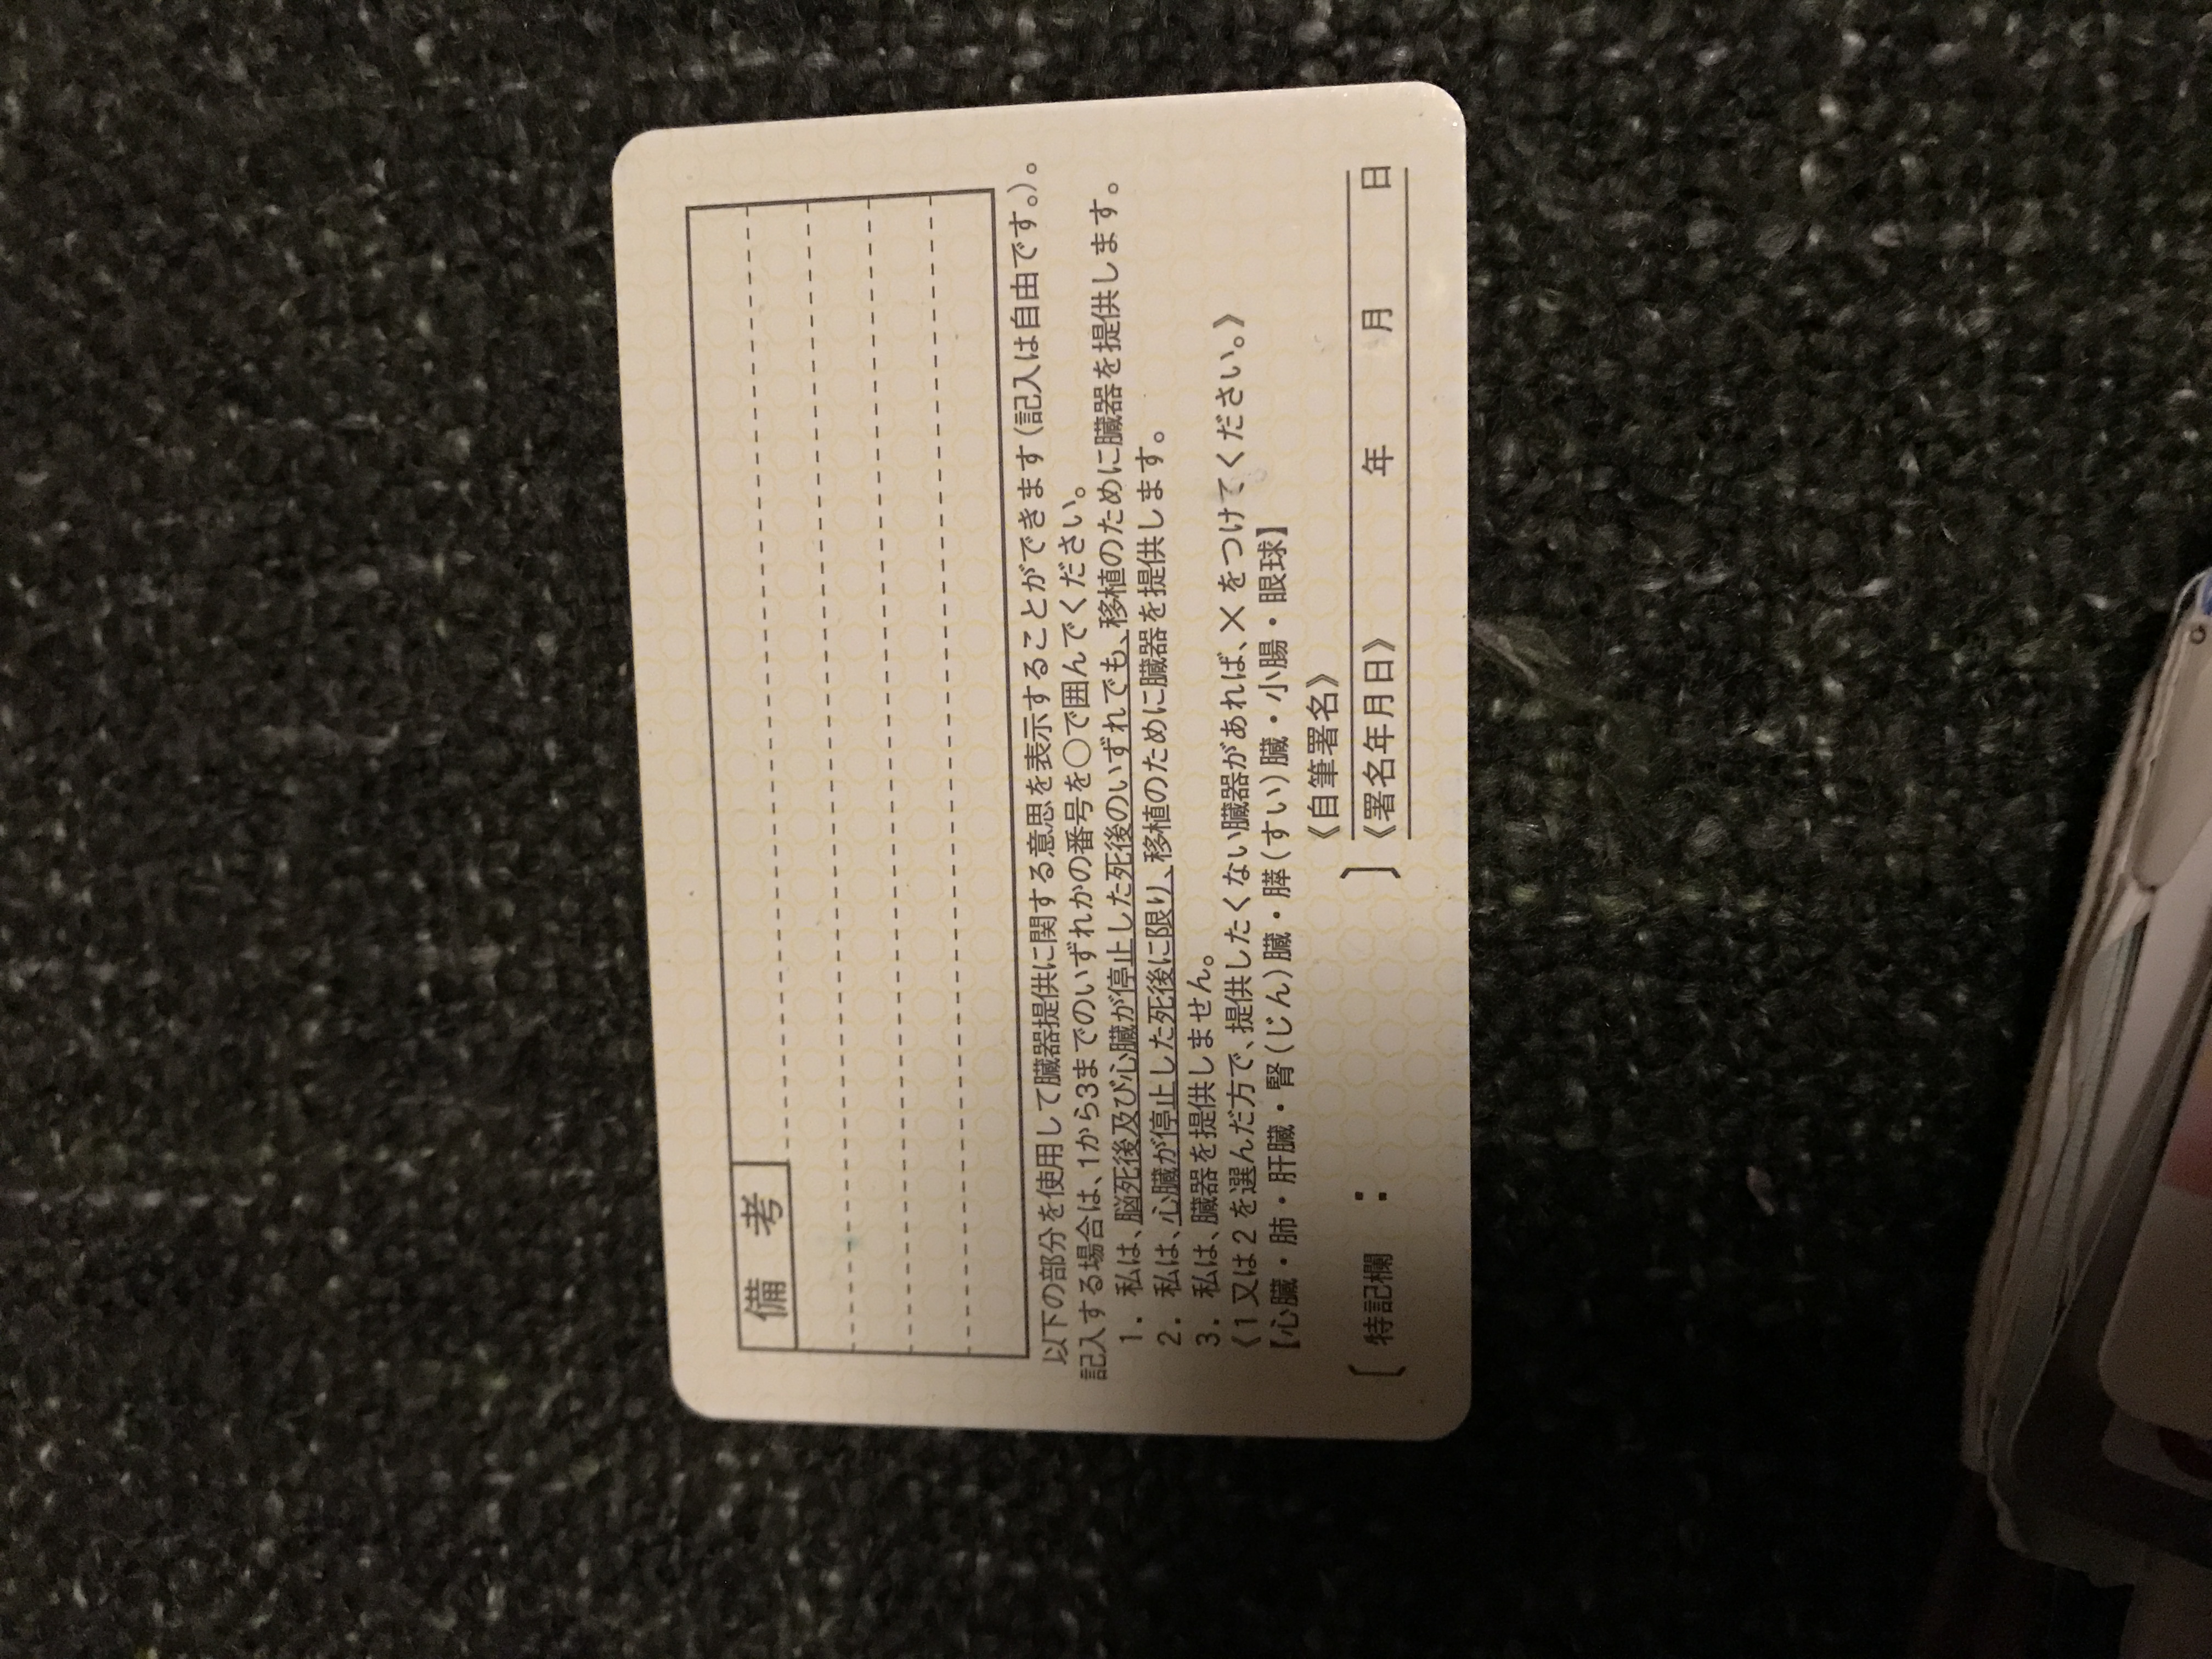 備 考
以下の部分を使用して臓器提供に関する意思を表示することができます(記入は自由です。)。
記入する場合は、1から3までのいずれかの番号を○で囲んでください。
1. 私は、脳死後及び心臓が停止した死後のいずれでも、移植のために臓器を提供します。
2. 私は、心臓が停止した死後に限り、移植のために臓器を提供します。
3. 私は、臓器を提供しません。
《1又は2を選んだ方で、提供したくない臓器があれば、×をつけてください。》
【心臓・肺・肝臓・腎(じん)臓・膵(すい)臓・小腸・眼球】
〔特記欄 : 〕
《自筆署名》
《署名年月日》 年 月 日